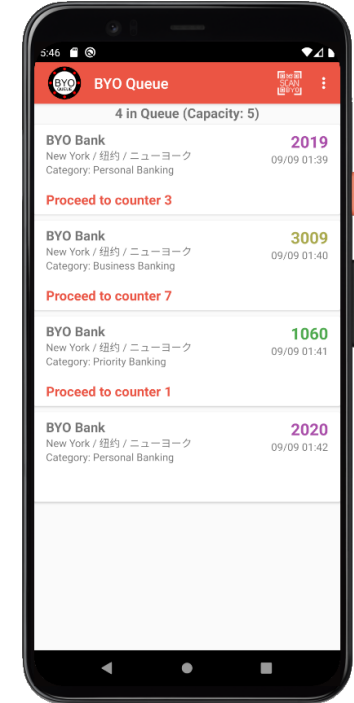 5:46
BYO
QUEUE
BYO Queue
SCAN
BYO
4 in Queue (Capacity: 5)
BYO Bank
2019
New York / 纽约 / ニューヨーク
09/09 01:39
Category: Personal Banking
Proceed to counter 3
BYO Bank
3009
New York / 纽约 / ニューヨーク
09/09 01:40
Category: Business Banking
Proceed to counter 7
BYO Bank
1060
New York / 纽约 / ニューヨーク
09/09 01:41
Category: Priority Banking
Proceed to counter 1
BYO Bank
2020
New York / 纽约 / ニューヨーク
09/09 01:42
Category: Personal Banking